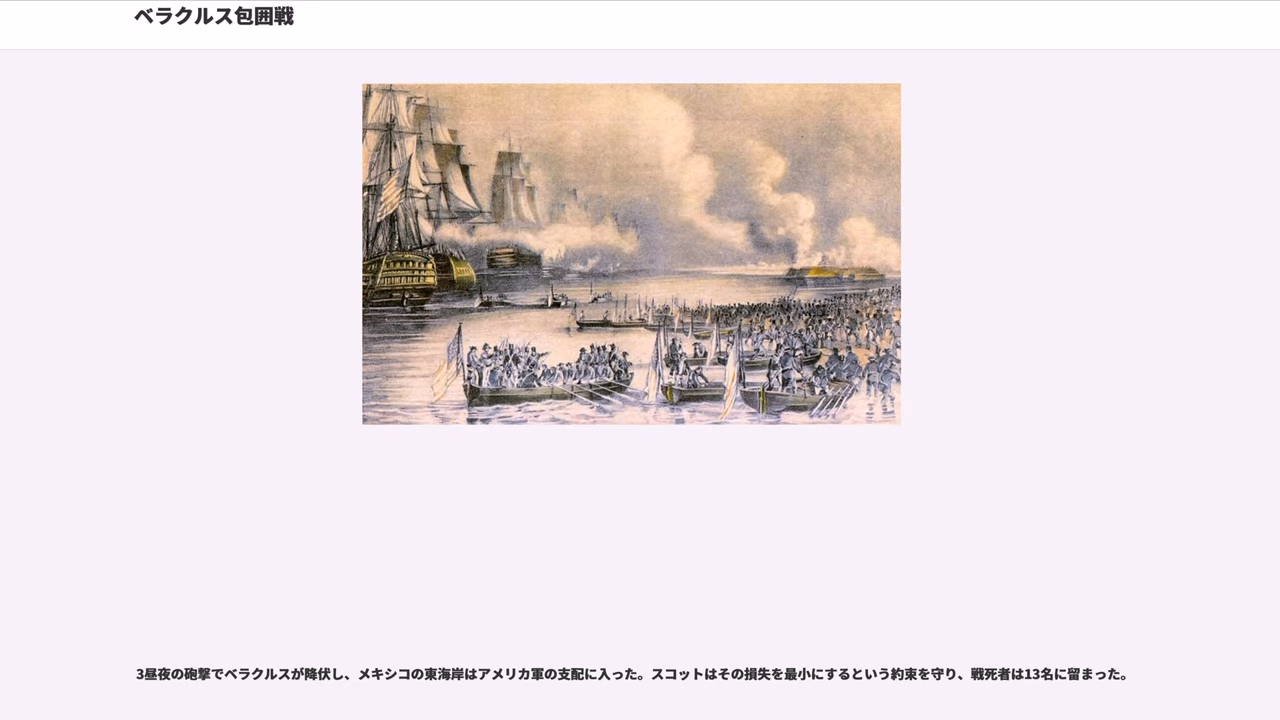 ベラクルス包囲戦
3昼夜の砲撃でベラクルスが降伏し、メキシコの東海岸はアメリカ軍の支配に入った。スコットはその損失を最小にするという約束を守り、戦死者は13名に留まった。